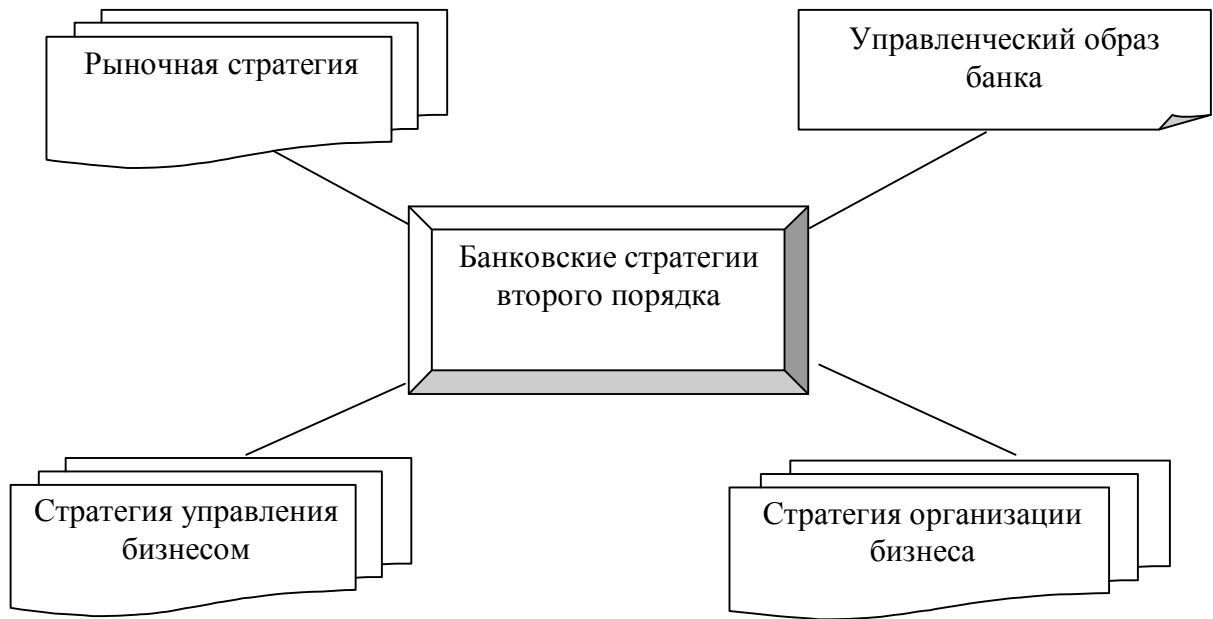 Рыночная стратегия
Управленческий образ
банка
Банковские стратегии
второго порядка
Стратегия управления
бизнесом
Стратегия организации
бизнеса